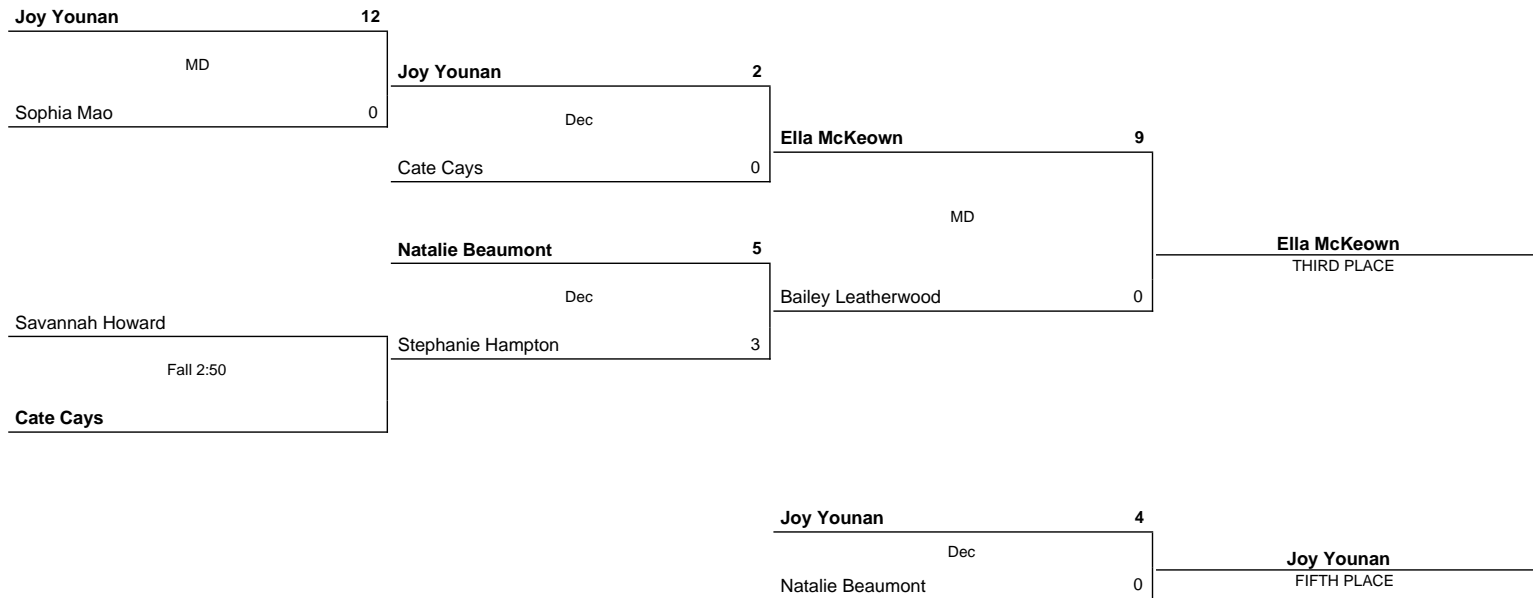 Joy Younan 12
MD
Sophia Mao 0
Joy Younan 2
Dec
Cate Cays 0
Ella McKeown 9
MD
Bailey Leatherwood 0
Ella McKeown
THIRD PLACE
Natalie Beaumont 5
Dec
Stephanie Hampton 3
Savannah Howard
Fall 2:50
Cate Cays
Joy Younan 4
Dec
Natalie Beaumont 0
Joy Younan
FIFTH PLACE